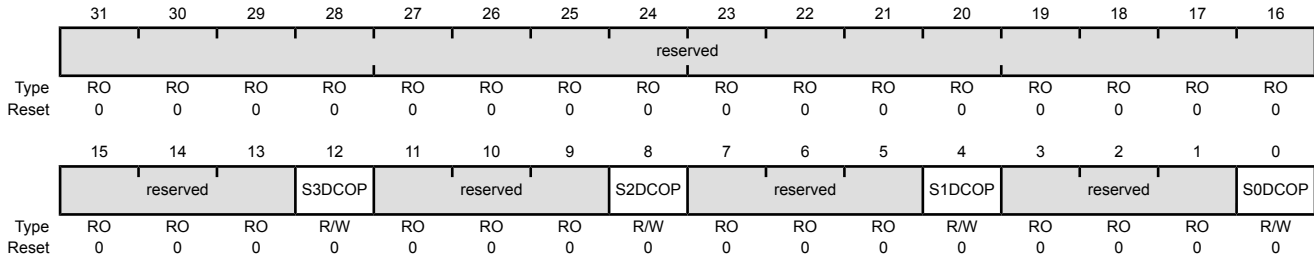 31 30 29 28 27 26 25 24 23 22 21 20 19 18 17 16
reserved
Type RO RO RO RO RO RO RO RO RO RO RO RO RO RO RO RO
Reset 0 0 0 0 0 0 0 0 0 0 0 0 0 0 0 0
15 14 13 12 11 10 9 8 7 6 5 4 3 2 1 0
reserved S3DCOP reserved S2DCOP reserved S1DCOP reserved S0DCOP
Type RO RO RO R/W RO RO RO R/W RO RO RO R/W RO RO RO R/W
Reset 0 0 0 0 0 0 0 0 0 0 0 0 0 0 0 0